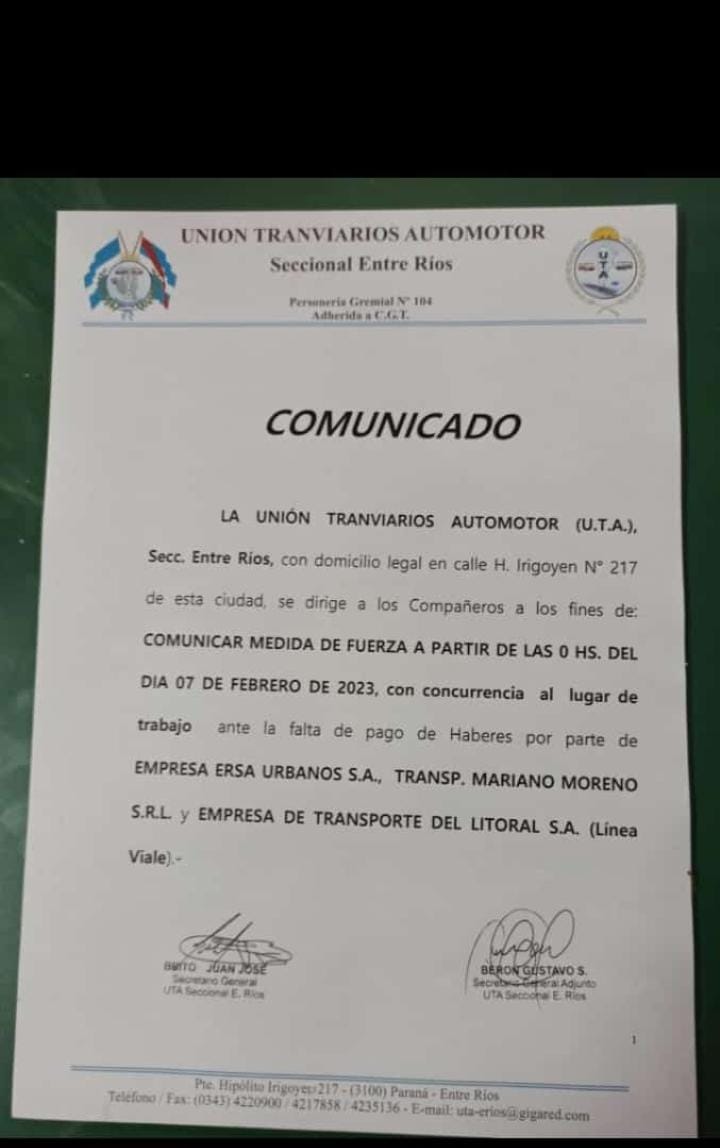 UNION TRANVIARIOS AUTOMOTOR
Seccional Entre Ríos
Personería Gremial N° 104
Adherida a C.G.T.
UTA
COMUNICADO
LA UNIÓN TRANVIARIOS AUTOMOTOR (U.T.A.),
Secc. Entre Ríos, con domicilio legal en calle H. Irigoyen N° 217
de esta ciudad, se dirige a los Compañeros a los fines de:
COMUNICAR MEDIDA DE FUERZA A PARTIR DE LAS 0 HS. DEL
DIA 07 DE FEBRERO DE 2023, con concurrencia al lugar de
trabajo ante la falta de pago de Haberes por parte de
EMPRESA ERSA URBANOS S.A., TRANSP. MARIANO MORENO
S.R.L. y EMPRESA DE TRANSPORTE DEL LITORAL S.A. (Línea
Viale).-
BRITO JUAN JOSE
Secretario General
UTA Seccional E. Ríos
BERON GUSTAVO S.
Secretario General Adjunto
UTA Seccional E. Ríos
1
Pte. Hipólito Irigoyen 217 - (3100) Paraná - Entre Ríos
Teléfono / Fax: (0343) 4220900 / 4217858 / 4235136 - E-mail: uta-erios@gigared.com